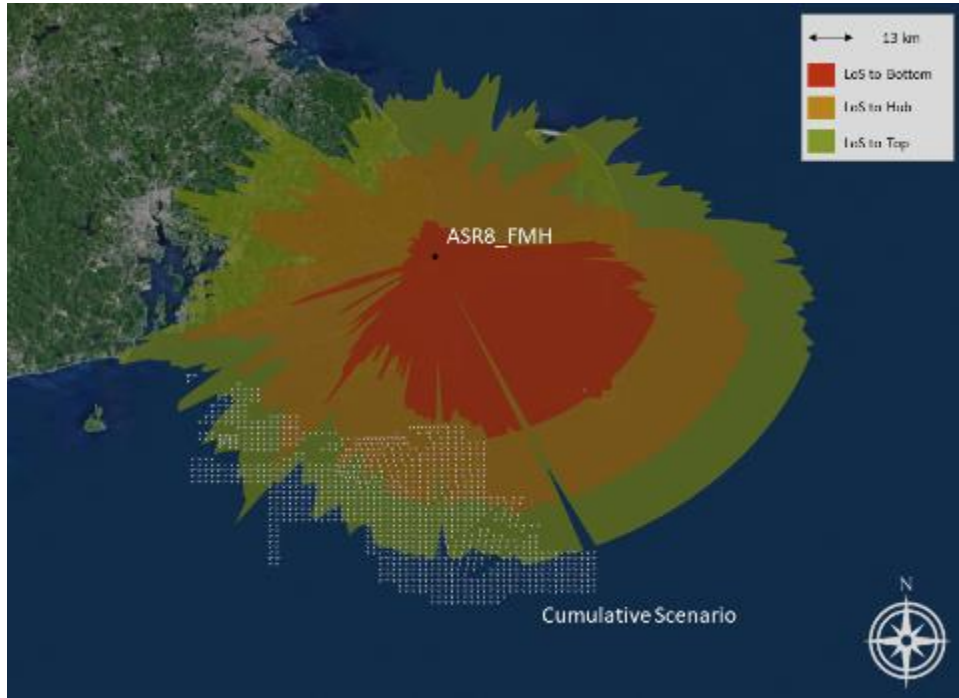 13 km
LoS to Bottom
LoS to Hub
LoS to Top
ASR8_FMH
Cumulative Scenario
N